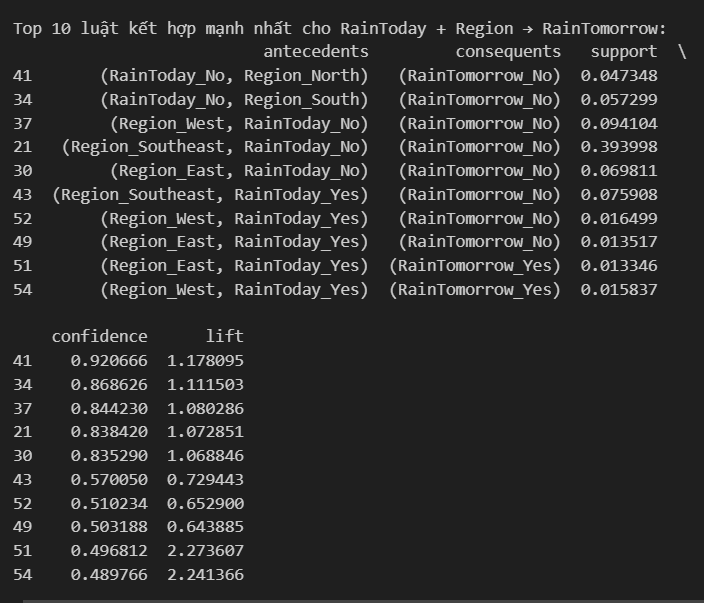 Top 10 luật kết hợp mạnh nhất cho RainToday + Region → RainTomorrow:
antecedents consequents support \
41 (RainToday_No, Region_North) (RainTomorrow_No) 0.047348
34 (RainToday_No, Region_South) (RainTomorrow_No) 0.057299
37 (Region_West, RainToday_No) (RainTomorrow_No) 0.094104
21 (Region_Southeast, RainToday_No) (RainTomorrow_No) 0.393998
30 (Region_East, RainToday_No) (RainTomorrow_No) 0.069811
43 (Region_Southeast, RainToday_Yes) (RainTomorrow_No) 0.075908
52 (Region_West, RainToday_Yes) (RainTomorrow_No) 0.016499
49 (Region_East, RainToday_Yes) (RainTomorrow_No) 0.013517
51 (Region_East, RainToday_Yes) (RainTomorrow_Yes) 0.013346
54 (Region_West, RainToday_Yes) (RainTomorrow_Yes) 0.015837
confidence lift
41 0.920666 1.178095
34 0.868626 1.111503
37 0.844230 1.080286
21 0.838420 1.072851
30 0.835290 1.068846
43 0.570050 0.729443
52 0.510234 0.652900
49 0.503188 0.643885
51 0.496812 2.273607
54 0.489766 2.241366